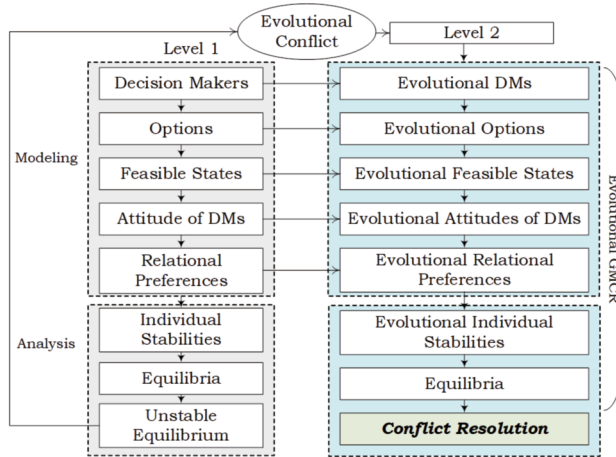 Evolutional
Conflict
Level 1
Level 2
Modeling
Decision Makers
Options
Feasible States
Attitude of DMs
Relational
Preferences
Evolutional DMs
Evolutional Options
Evolutional Feasible States
Evolutional Attitudes of DMs
Evolutional Relational
Preferences
Evolutional GMCR
Analysis
Individual
Stabilities
Equilibria
Unstable
Equilibrium
Evolutional Individual
Stabilities
Equilibria
Conflict Resolution